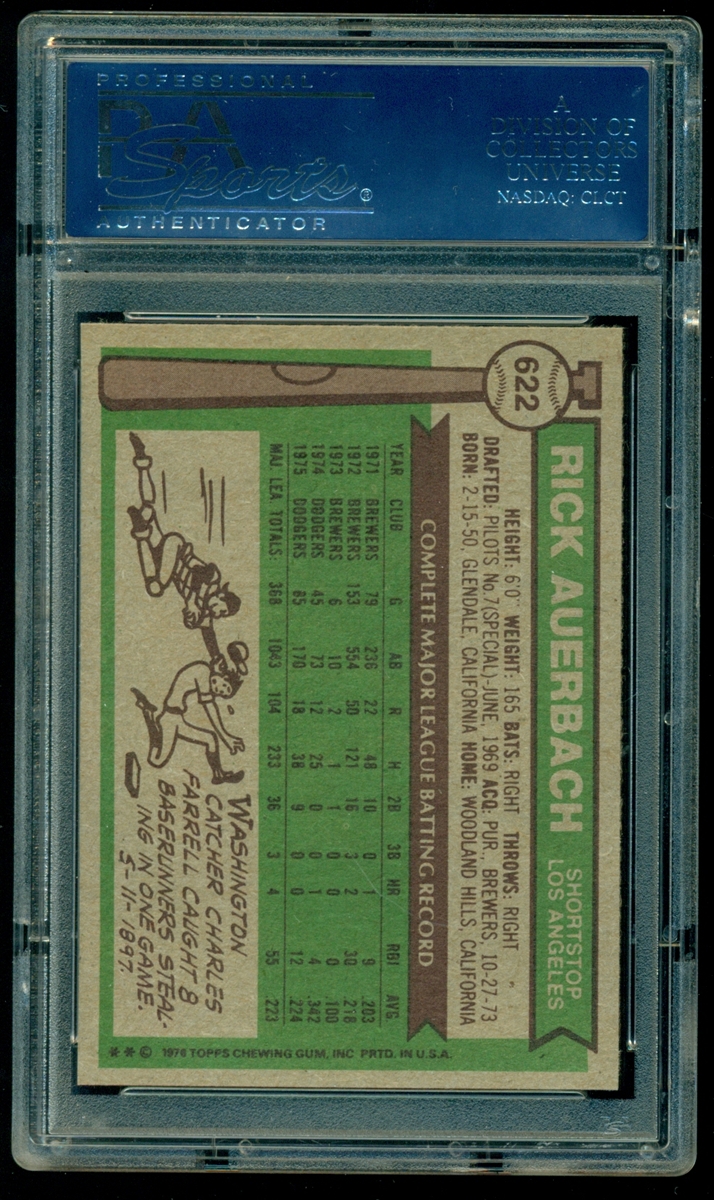 PROFESSIONAL
PSA
Sports®
AUTHENTICATOR
A
DIVISION OF
COLLECTORS
UNIVERSE
NASDAQ: CLCT
622
RICK AUERBACH
SHORTSTOP
LOS ANGELES
HEIGHT: 6'0" WEIGHT: 165 BATS: RIGHT THROWS: RIGHT
DRAFTED: PILOTS No.7(SPECIAL)-JUNE, 1969 ACQ: PUR., BREWERS, 10-27-73
BORN: 2-15-50, GLENDALE, CALIFORNIA HOME: WOODLAND HILLS, CALIFORNIA
COMPLETE MAJOR LEAGUE BATTING RECORD
YEAR CLUB G AB R H 2B 3B HR RBI AVG.
1971 BREWERS 79 236 22 48 10 0 1 9 .203
1972 BREWERS 153 554 50 121 16 3 2 30 .218
1973 BREWERS 6 10 2 1 1 0 0 0 .100
1974 DODGERS 45 73 12 25 0 0 1 4 .342
1975 DODGERS 85 170 18 38 9 0 0 12 .224
MAJ. LEA TOTALS: 368 1043 104 233 36 3 4 55 .223
WASHINGTON
CATCHER CHARLES
FARRELL CAUGHT 8
BASERUNNERS STEAL-
ING IN ONE GAME.
5-11-1897.
**© 1976 TOPPS CHEWING GUM, INC PRTD. IN U.S.A.